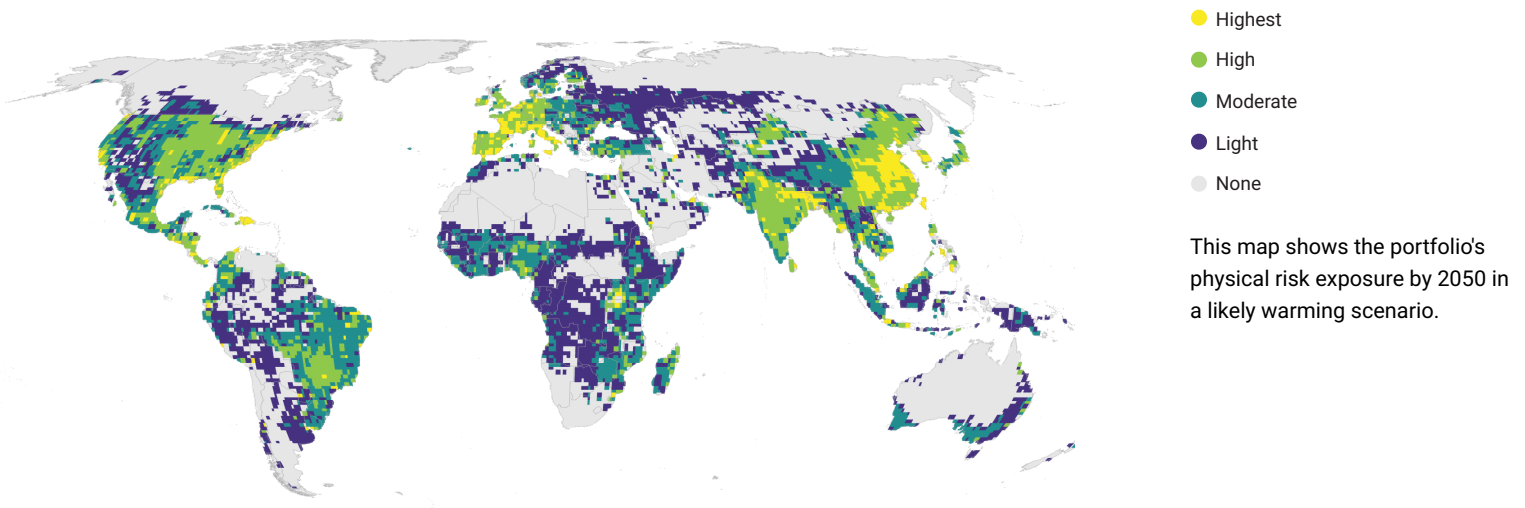 Highest
High
Moderate
Light
None
This map shows the portfolio's
physical risk exposure by 2050 in
a likely warming scenario.